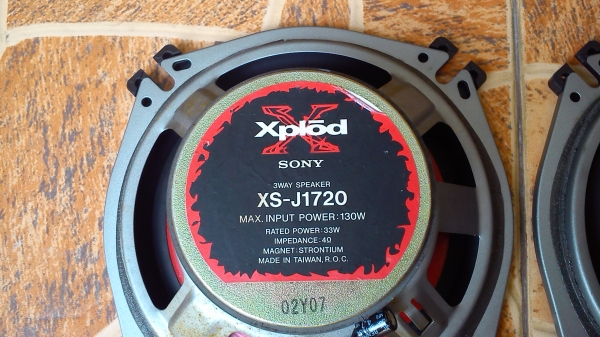 Xplōd
SONY
3WAY SPEAKER
XS-J1720
MAX. INPUT POWER:130W
RATED POWER:33W
IMPEDANCE:4Ω
MAGNET:STRONTIUM
MADE IN TAIWAN, R.O.C.
02Y07